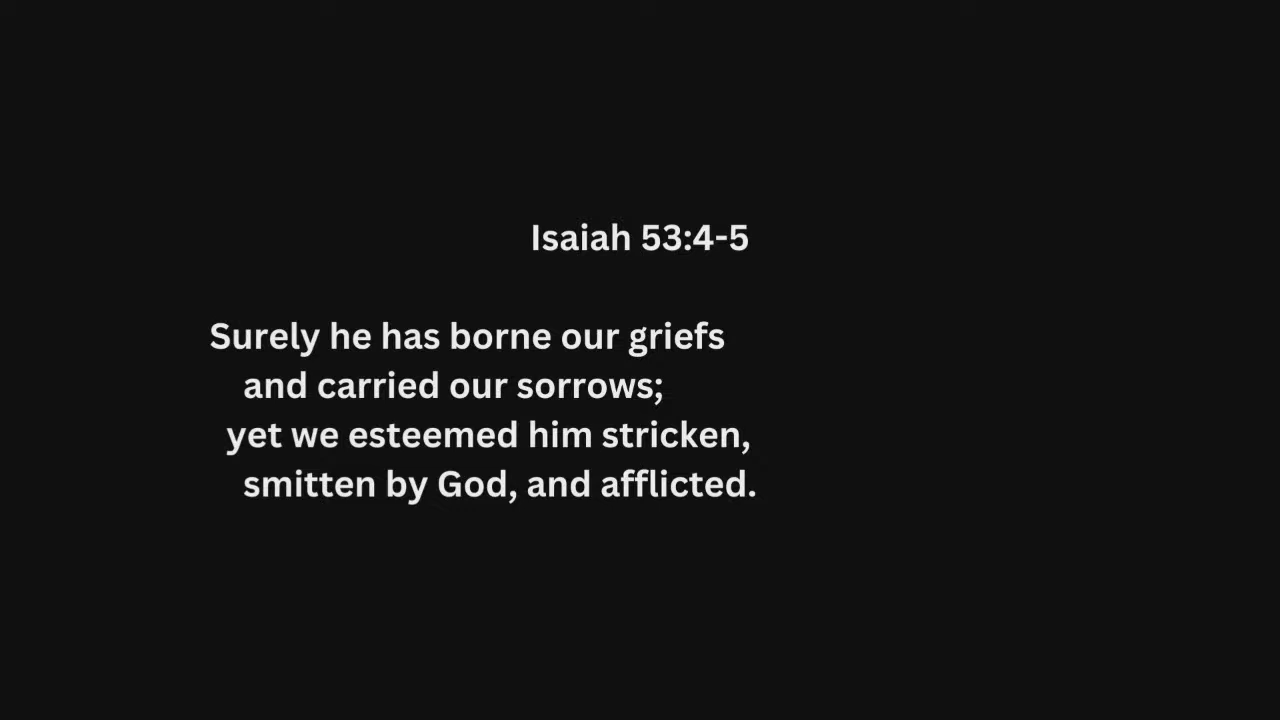 Isaiah 53:4-5
Surely he has borne our griefs
and carried our sorrows;
yet we esteemed him stricken,
smitten by God, and afflicted.